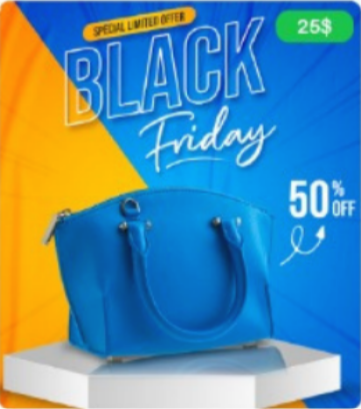 SPECIAL LIMITED OFFER
25$
BLACK
Friday
50%
OFF